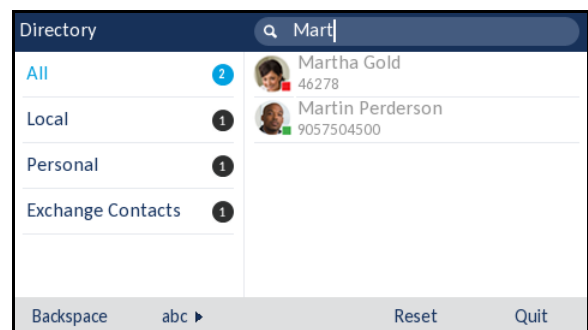 Directory
Mart
All 2
Local 1
Personal 1
Exchange Contacts 1
Martha Gold
46278
Martin Perderson
9057504500
Backspace abc Reset Quit